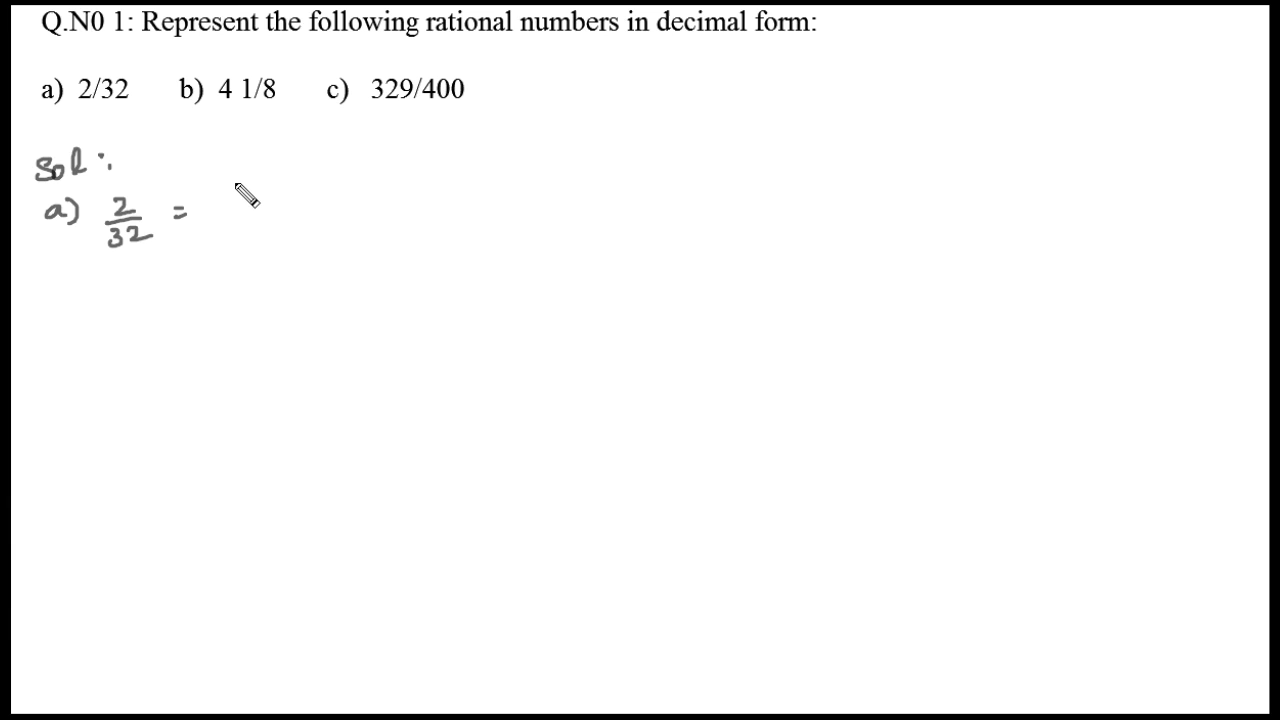 Q.N0 1: Represent the following rational numbers in decimal form:
a) 2/32 b) 4 1/8 c) 329/400
Sol :
a) 2/32 =